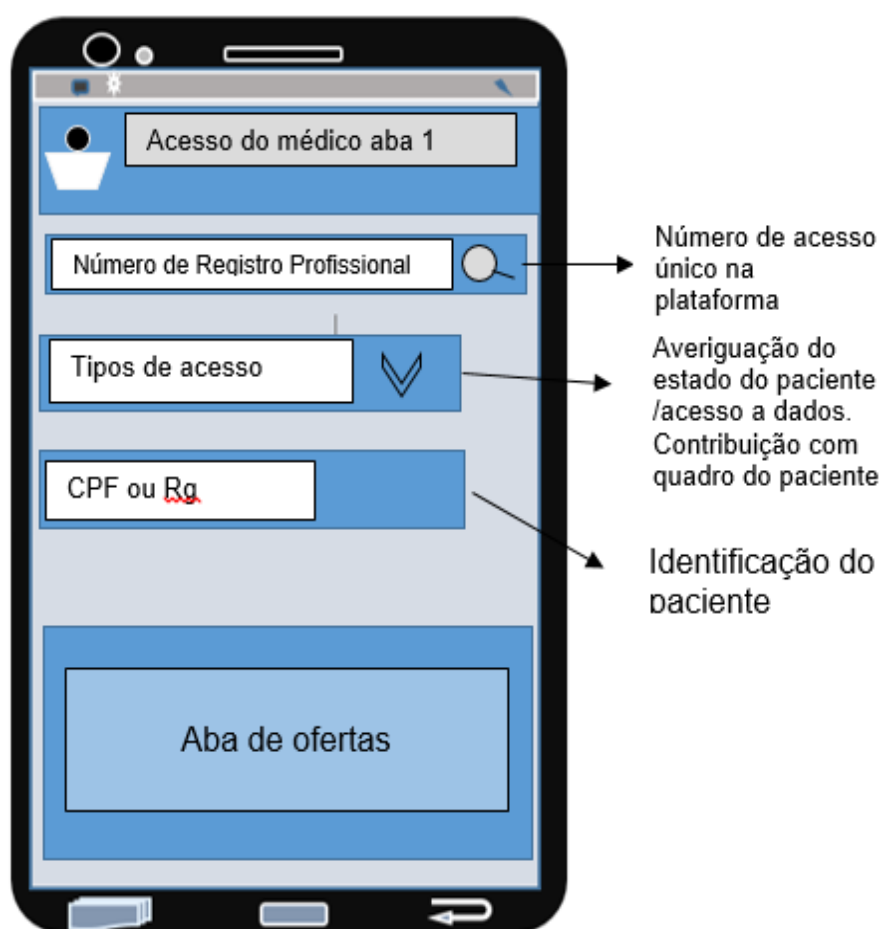 Acesso do médico aba 1
Número de Registro Profissional
Tipos de acesso
CPF ou Rg
Aba de ofertas
Número de acesso
único na
plataforma
Averiguação do
estado do paciente
/acesso a dados.
Contribuição com
quadro do paciente
Identificação do
paciente